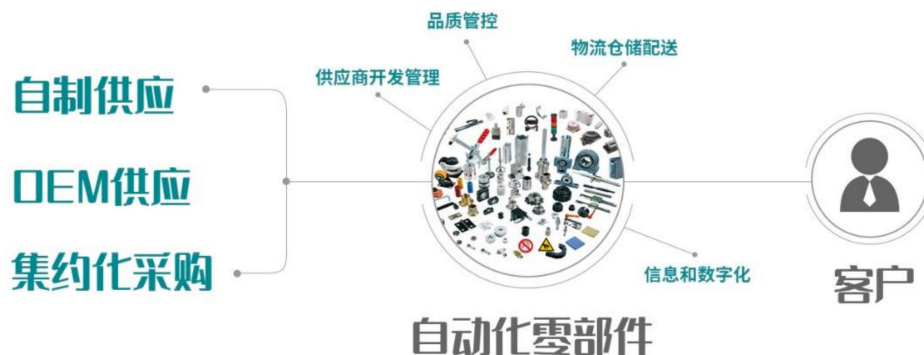 品质管控
物流仓储配送
供应商开发管理
自制供应
OEM供应
集约化采购
信息和数字化
客户
自动化零部件